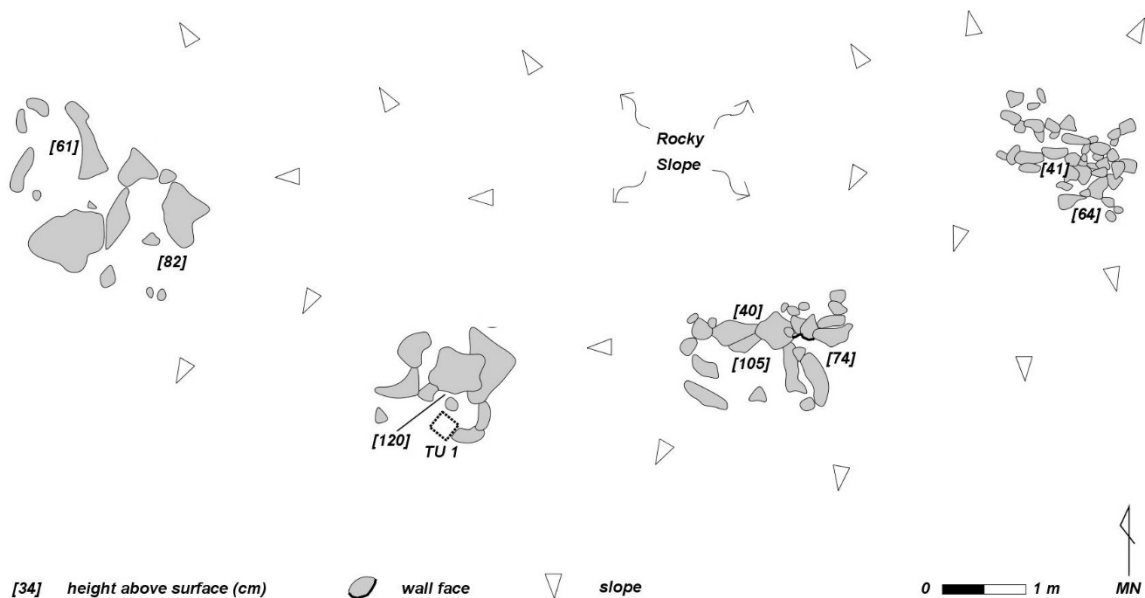 [61]
[82]
Rocky
Slope
[41]
[64]
[40]
[105]
[74]
[120]
TU 1
[34] height above surface (cm)
wall face
slope
0 1 m
MN